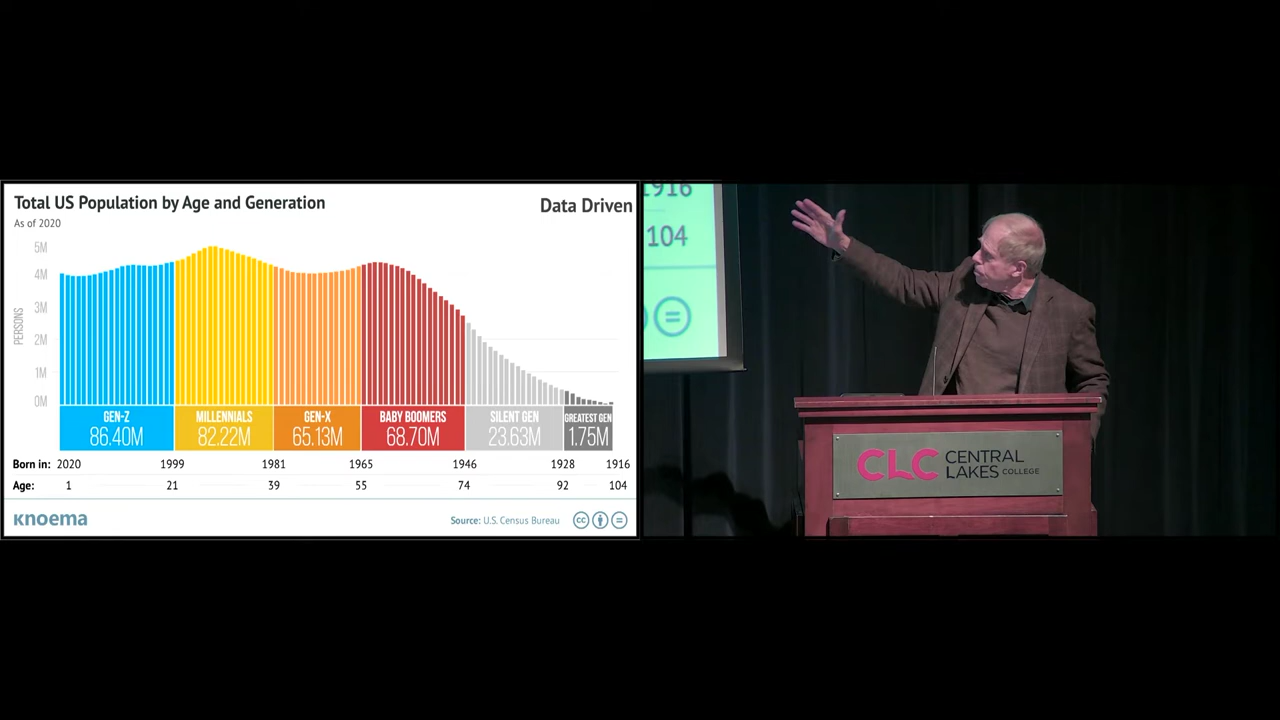 Total US Population by Age and Generation
Data Driven
As of 2020
5M
4M
3M
2M
1M
0M
PERSONS
GEN-Z
86.40M
MILLENNIALS
82.22M
GEN-X
65.13M
BABY BOOMERS
68.70M
SILENT GEN
23.63M
GREATEST GEN
1.75M
Born in: 2020 1999 1981 1965 1946 1928 1916
Age: 1 21 39 55 74 92 104
knoema
Source: U.S. Census Bureau
cc
1916
104
CLC CENTRAL
LAKES COLLEGE